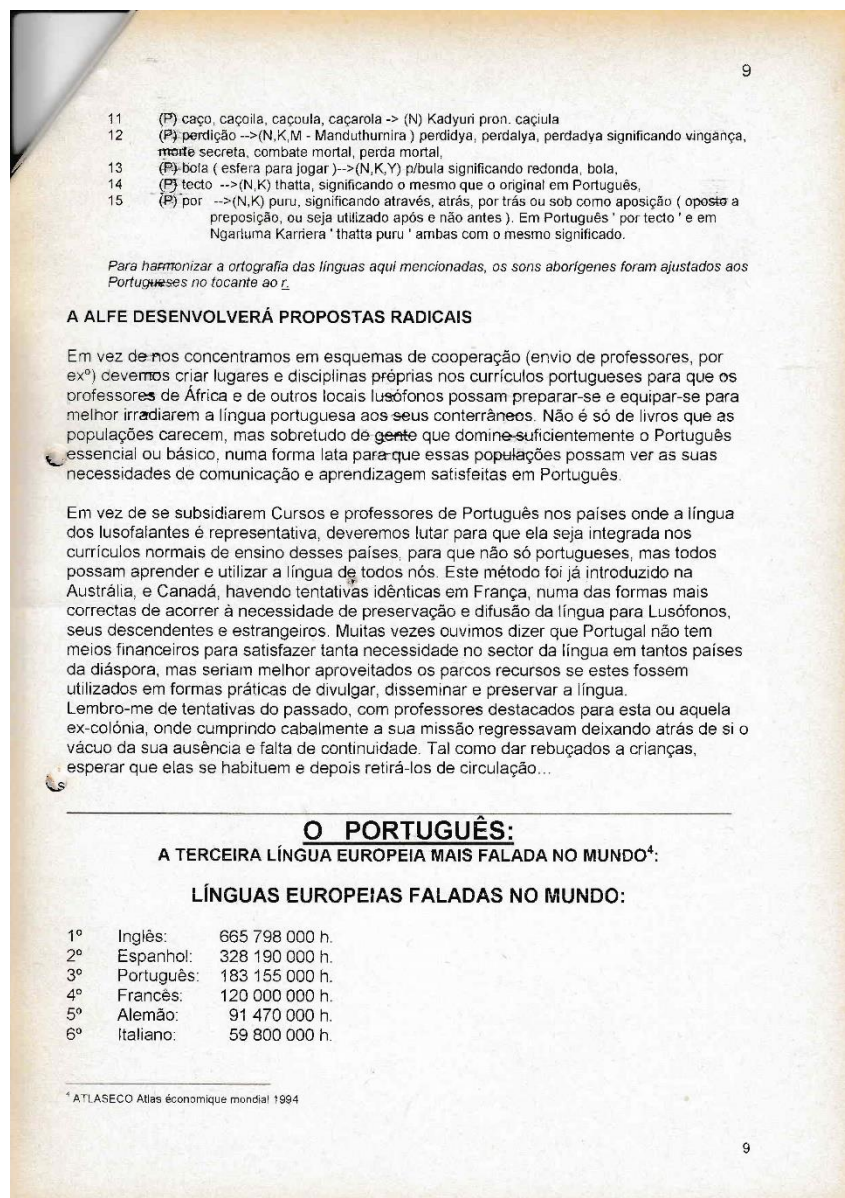 9
11 (P) caço, caçoila, caçoula, caçarola -> (N) Kadyuri pron. caçiula
12 (P) perdição -->(N,K,M - Manduthurnira ) perdidya, perdalya, perdadya significando vingança,
morte secreta, combate mortal, perda mortal,
13 (P) bola ( esfera para jogar )-->(N,K,Y) p/bula significando redonda, bola,
14 (P) tecto -->(N,K) thatta, significando o mesmo que o original em Português,
15 (P) por -->(N,K) puru, significando através, atrás, por trás ou sob como aposição ( oposto a
preposição, ou seja utilizado após e não antes ). Em Português ' por tecto ' e em
Ngarluma Karriera ' thatta puru ' ambas com o mesmo significado.
Para harmonizar a ortografia das línguas aqui mencionadas, os sons aborígenes foram ajustados aos
Portugueses no tocante ao r.
A ALFE DESENVOLVERÁ PROPOSTAS RADICAIS
Em vez de nos concentramos em esquemas de cooperação (envio de professores, por
exº) devemos criar lugares e disciplinas próprias nos currículos portugueses para que os
professores de África e de outros locais lusófonos possam preparar-se e equipar-se para
melhor irradiarem a língua portuguesa aos seus conterrâneos. Não é só de livros que as
populações carecem, mas sobretudo de gente que domine suficientemente o Português
essencial ou básico, numa forma lata para que essas populações possam ver as suas
necessidades de comunicação e aprendizagem satisfeitas em Português.
Em vez de se subsidiarem Cursos e professores de Português nos países onde a língua
dos lusofalantes é representativa, deveremos lutar para que ela seja integrada nos
currículos normais de ensino desses países, para que não só portugueses, mas todos
possam aprender e utilizar a língua de todos nós. Este método foi já introduzido na
Austrália, e Canadá, havendo tentativas idênticas em França, numa das formas mais
correctas de acorrer à necessidade de preservação e difusão da língua para Lusófonos,
seus descendentes e estrangeiros. Muitas vezes ouvimos dizer que Portugal não tem
meios financeiros para satisfazer tanta necessidade no sector da língua em tantos países
da diáspora, mas seriam melhor aproveitados os parcos recursos se estes fossem
utilizados em formas práticas de divulgar, disseminar e preservar a língua.
Lembro-me de tentativas do passado, com professores destacados para esta ou aquela
ex-colónia, onde cumprindo cabalmente a sua missão regressavam deixando atrás de si o
vácuo da sua ausência e falta de continuidade. Tal como dar rebuçados a crianças,
esperar que elas se habituem e depois retirá-los de circulação...
O PORTUGUÊS:
A TERCEIRA LÍNGUA EUROPEIA MAIS FALADA NO MUNDO⁴:
LÍNGUAS EUROPEIAS FALADAS NO MUNDO:
1º Inglês: 665 798 000 h.
2º Espanhol: 328 190 000 h.
3º Português: 183 155 000 h.
4º Francês: 120 000 000 h.
5º Alemão: 91 470 000 h.
6º Italiano: 59 800 000 h.
⁴ ATLASECO Atlas économique mondial 1994
9